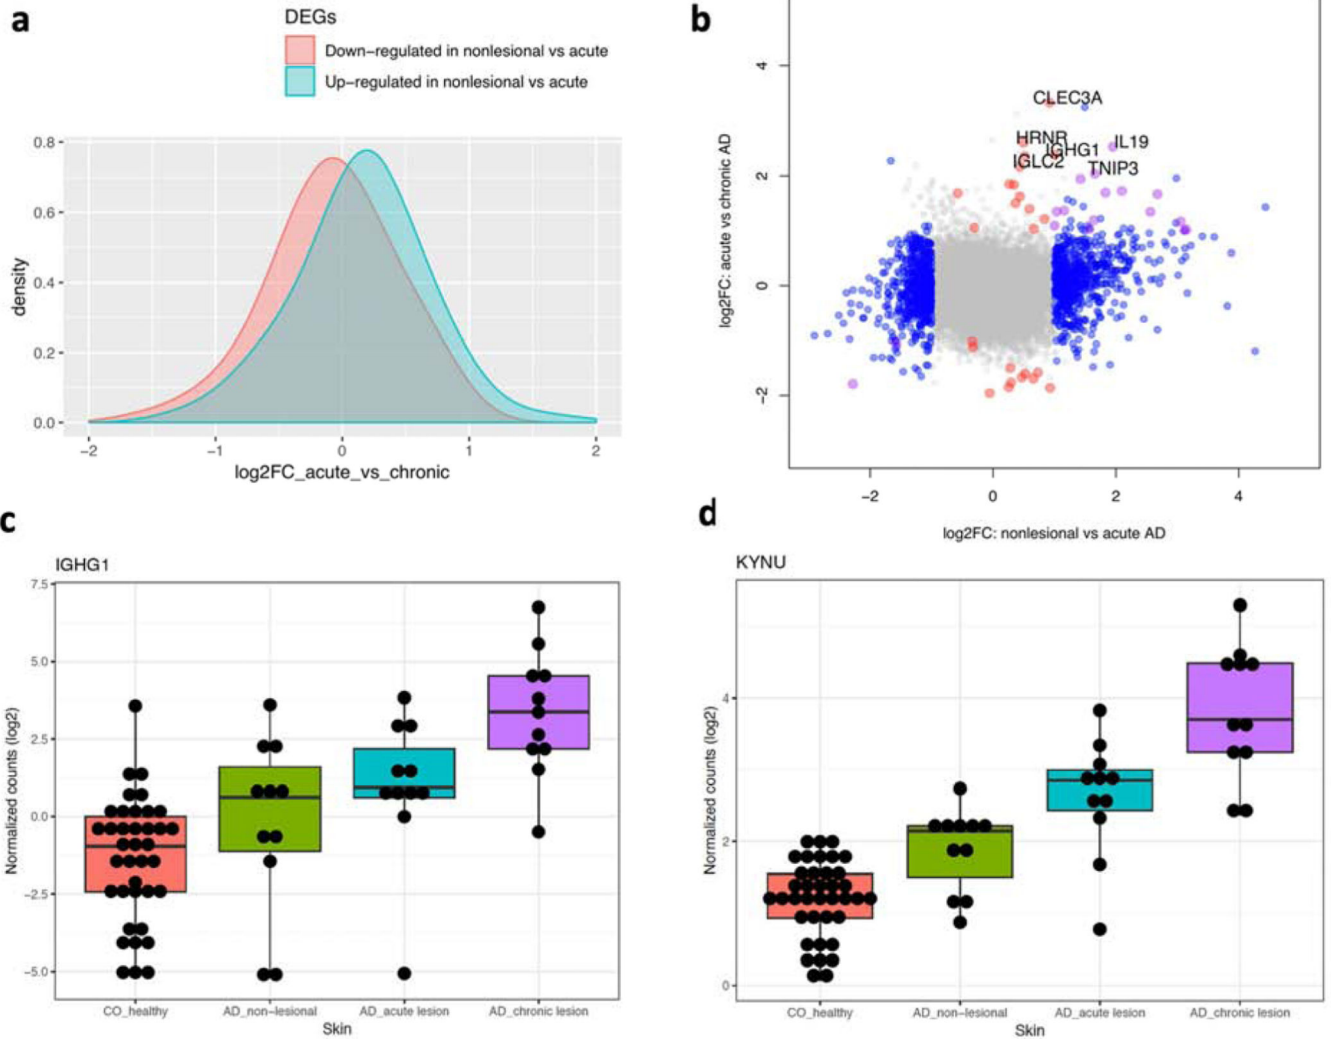 a
DEGs
Down-regulated in nonlesional vs acute
Up-regulated in nonlesional vs acute
0.8
0.6
0.4
0.2
0.0
density
−2 −1 0 1 2
log2FC_acute_vs_chronic
b
4
2
0
−2
log2FC: acute vs chronic AD
CLEC3A
HRNR
IL19
IGHG1
IGLC2
TNIP3
−2 0 2 4
log2FC: nonlesional vs acute AD
c
IGHG1
7.5
5.0
2.5
0.0
−2.5
−5.0
Normalized counts (log2)
CO_healthy AD_non-lesional AD_acute lesion AD_chronic lesion
Skin
d
KYNU
4
2
0
Normalized counts (log2)
CO_healthy AD_non-lesional AD_acute lesion AD_chronic lesion
Skin